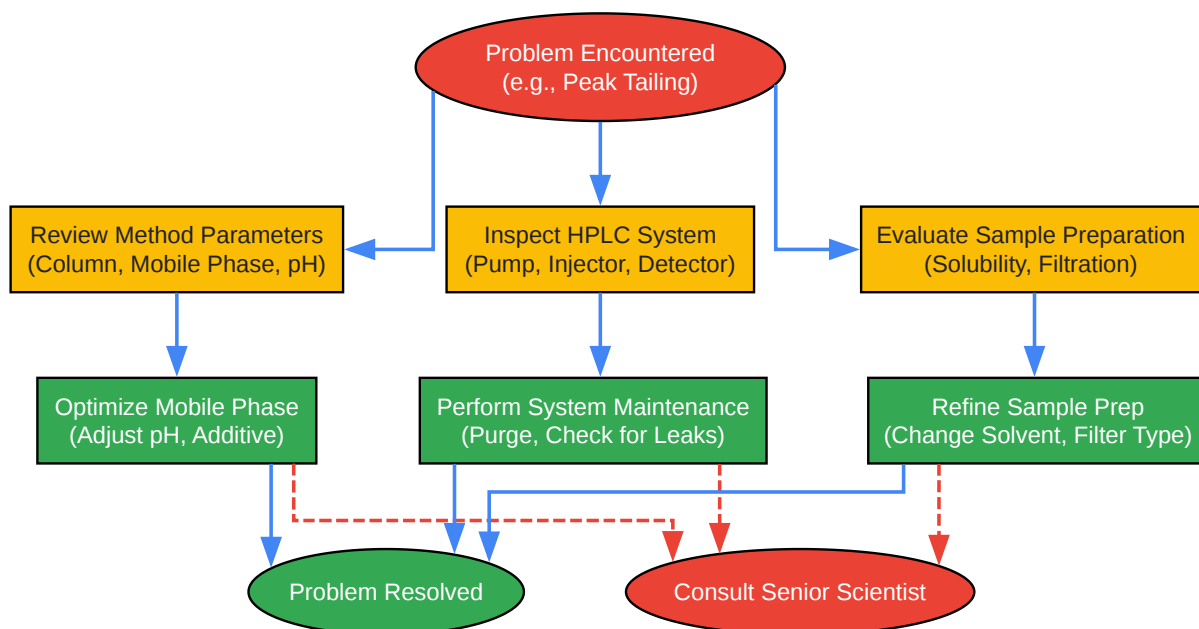 Problem Encountered
(e.g., Peak Tailing)
Review Method Parameters
(Column, Mobile Phase, pH)
Inspect HPLC System
(Pump, Injector, Detector)
Evaluate Sample Preparation
(Solubility, Filtration)
Optimize Mobile Phase
(Adjust pH, Additive)
Perform System Maintenance
(Purge, Check for Leaks)
Refine Sample Prep
(Change Solvent, Filter Type)
Problem Resolved
Consult Senior Scientist